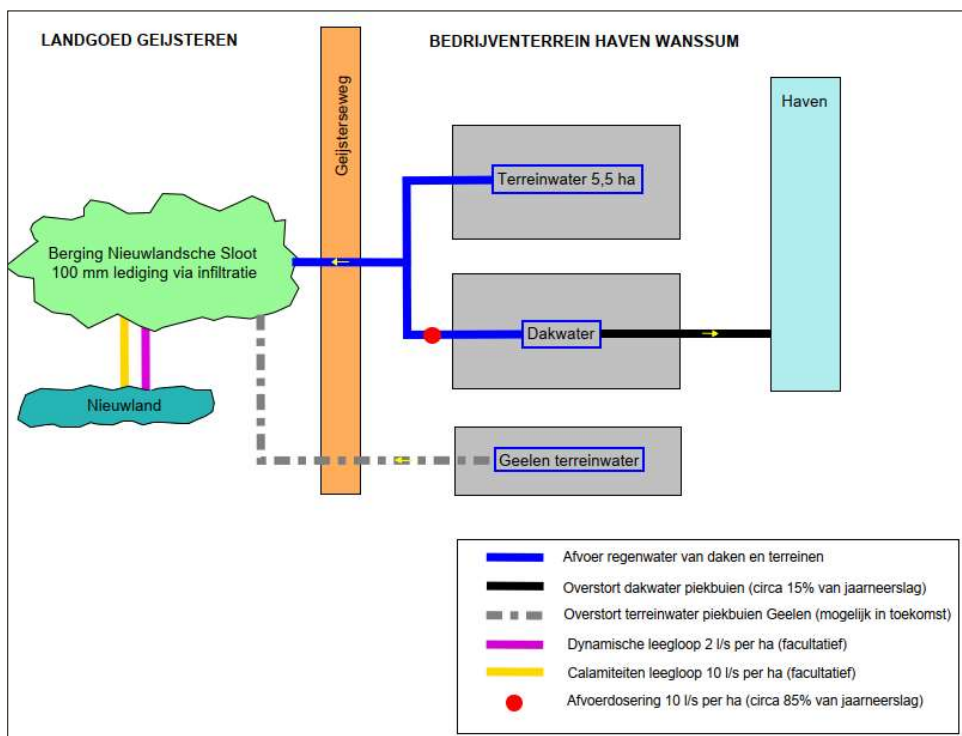 LANDGOED GEIJSTEREN
BEDRIJVENTERREIN HAVEN WANSSUM
Geijsterseweg
Haven
Terreinwater 5,5 ha
Berging Nieuwlandsche Sloot
100 mm lediging via infiltratie
Dakwater
Nieuwland
Geelen terreinwater
Afvoer regenwater van daken en terreinen
Overstort dakwater piekbuien (circa 15% van jaarneerslag)
Overstort terreinwater piekbuien Geelen (mogelijk in toekomst)
Dynamische leegloop 2 l/s per ha (facultatief)
Calamiteiten leegloop 10 l/s per ha (facultatief)
Afvoerdosering 10 l/s per ha (circa 85% van jaarneerslag)